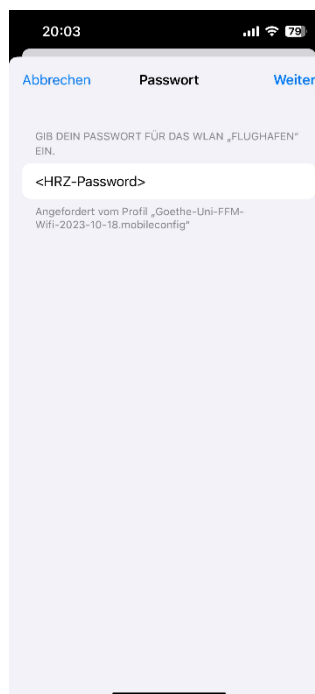 20:03
79
Abbrechen Passwort Weiter
GIB DEIN PASSWORT FÜR DAS WLAN „FLUGHAFEN“
EIN.
<HRZ-Password>
Angefordert vom Profil „Goethe-Uni-FFM-
Wifi-2023-10-18.mobileconfig“